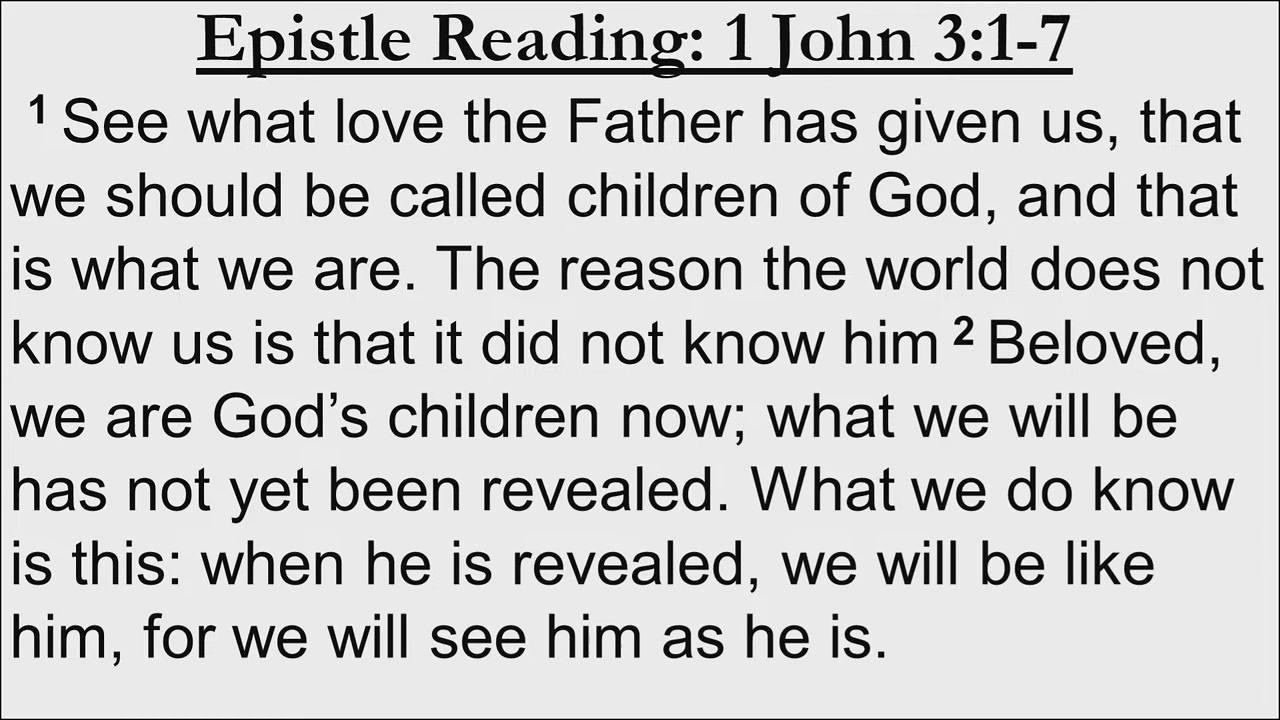 Epistle Reading: 1 John 3:1-7
1 See what love the Father has given us, that
we should be called children of God, and that
is what we are. The reason the world does not
know us is that it did not know him 2 Beloved,
we are God’s children now; what we will be
has not yet been revealed. What we do know
is this: when he is revealed, we will be like
him, for we will see him as he is.